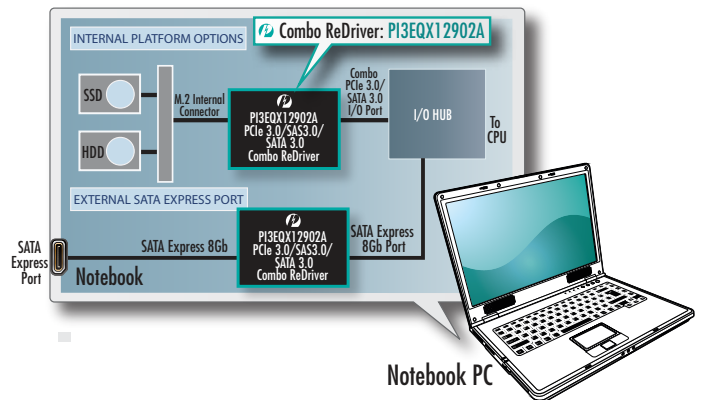 INTERNAL PLATFORM OPTIONS
Combo ReDriver: PI3EQX12902A
SSD
HDD
M.2 Internal
Connector
PI3EQX12902A
PCIe 3.0/SAS3.0/
SATA 3.0
Combo ReDriver
Combo
PCIe 3.0/
SATA 3.0
I/O Port
I/O HUB
To
CPU
EXTERNAL SATA EXPRESS PORT
SATA
Express
Port
SATA Express 8Gb
PI3EQX12902A
PCIe 3.0/SAS3.0/
SATA 3.0
Combo ReDriver
SATA Express
8Gb Port
Notebook
Notebook PC